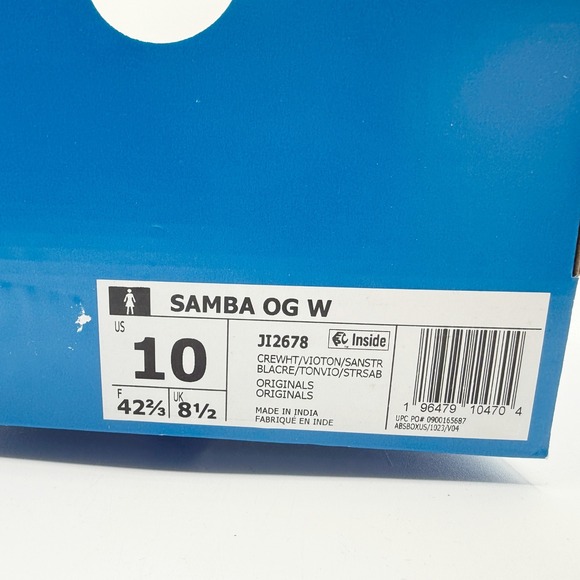 SAMBA OG W
US
10
F
42⅔
UK
8½
JI2678
Inside
CREWHT/VIOTON/SANSTR
BLACRE/TONVIO/STRSAB
ORIGINALS
ORIGINALS
MADE IN INDIA
FABRIQUÉ EN INDE
1 96479 10470 4
UPC PO# 0900165687
ABSBOXUS/1023/V04